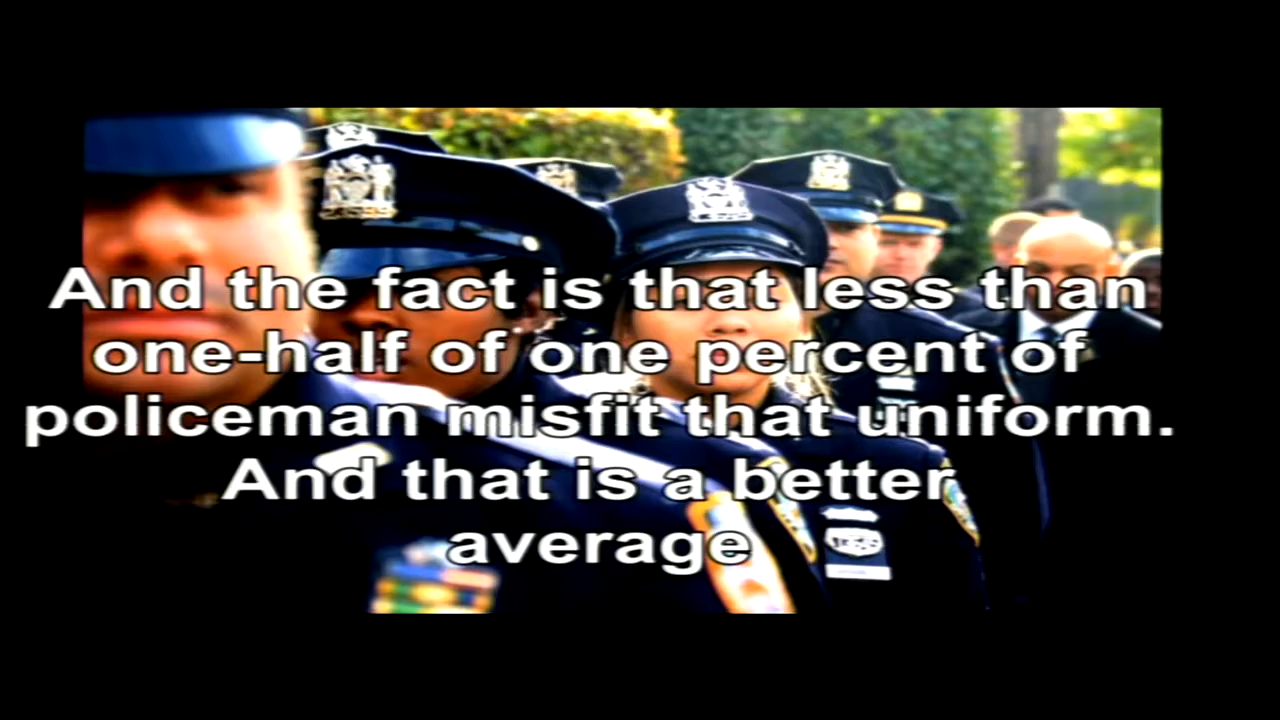 And the fact is that less than
one-half of one percent of
policeman misfit that uniform.
And that is a better
average